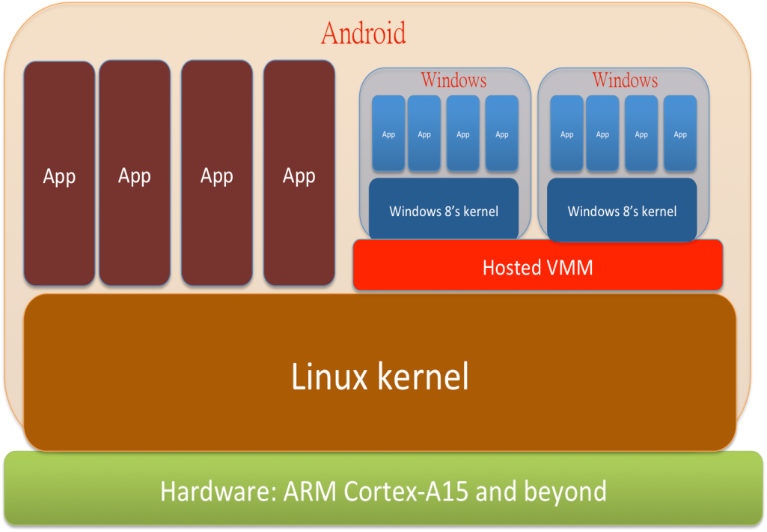 Android
App
App
App
App
Windows
App
App
App
App
Windows 8's kernel
Windows
App
App
App
App
Windows 8's kernel
Hosted VMM
Linux kernel
Hardware: ARM Cortex-A15 and beyond